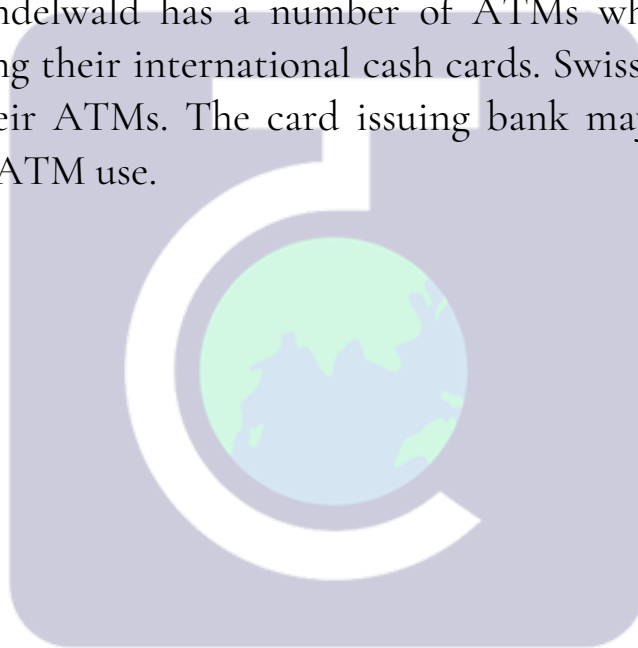 ndelwald has a number of ATMs wh
ng their international cash cards. Swiss
eir ATMs. The card issuing bank may
ATM use.